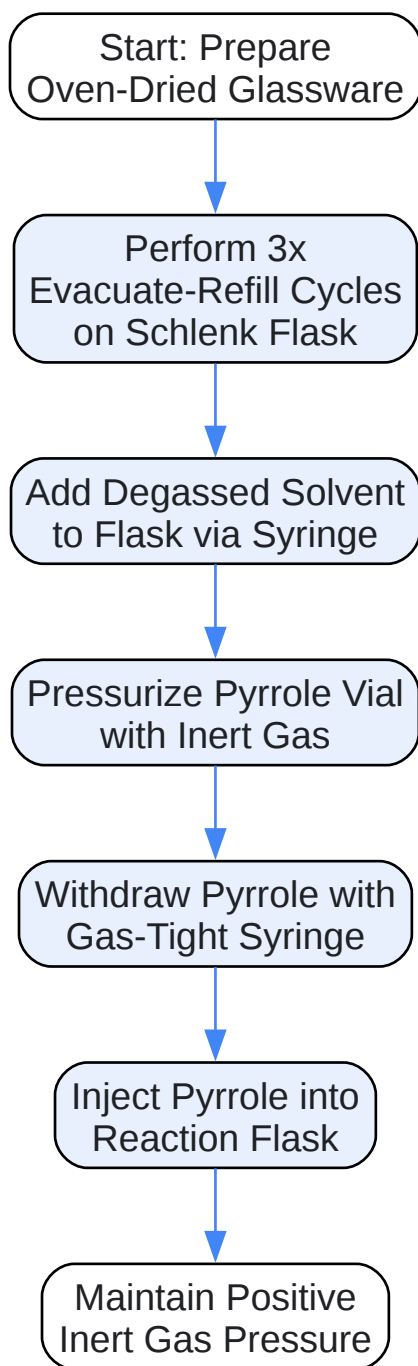 Start: Prepare
Oven-Dried Glassware
Perform 3x
Evacuate-Refill Cycles
on Schlenk Flask
Add Degassed Solvent
to Flask via Syringe
Pressurize Pyrrole Vial
with Inert Gas
Withdraw Pyrrole with
Gas-Tight Syringe
Inject Pyrrole into
Reaction Flask
Maintain Positive
Inert Gas Pressure